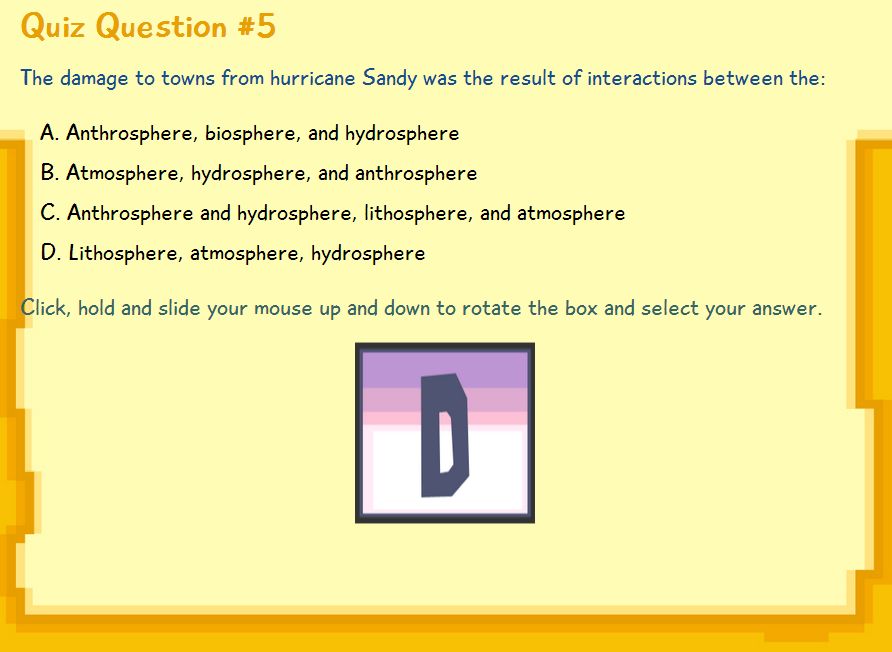 Quiz Question #5
The damage to towns from hurricane Sandy was the result of interactions between the:
A. Anthrosphere, biosphere, and hydrosphere
B. Atmosphere, hydrosphere, and anthrosphere
C. Anthrosphere and hydrosphere, lithosphere, and atmosphere
D. Lithosphere, atmosphere, hydrosphere
Click, hold and slide your mouse up and down to rotate the box and select your answer.
D